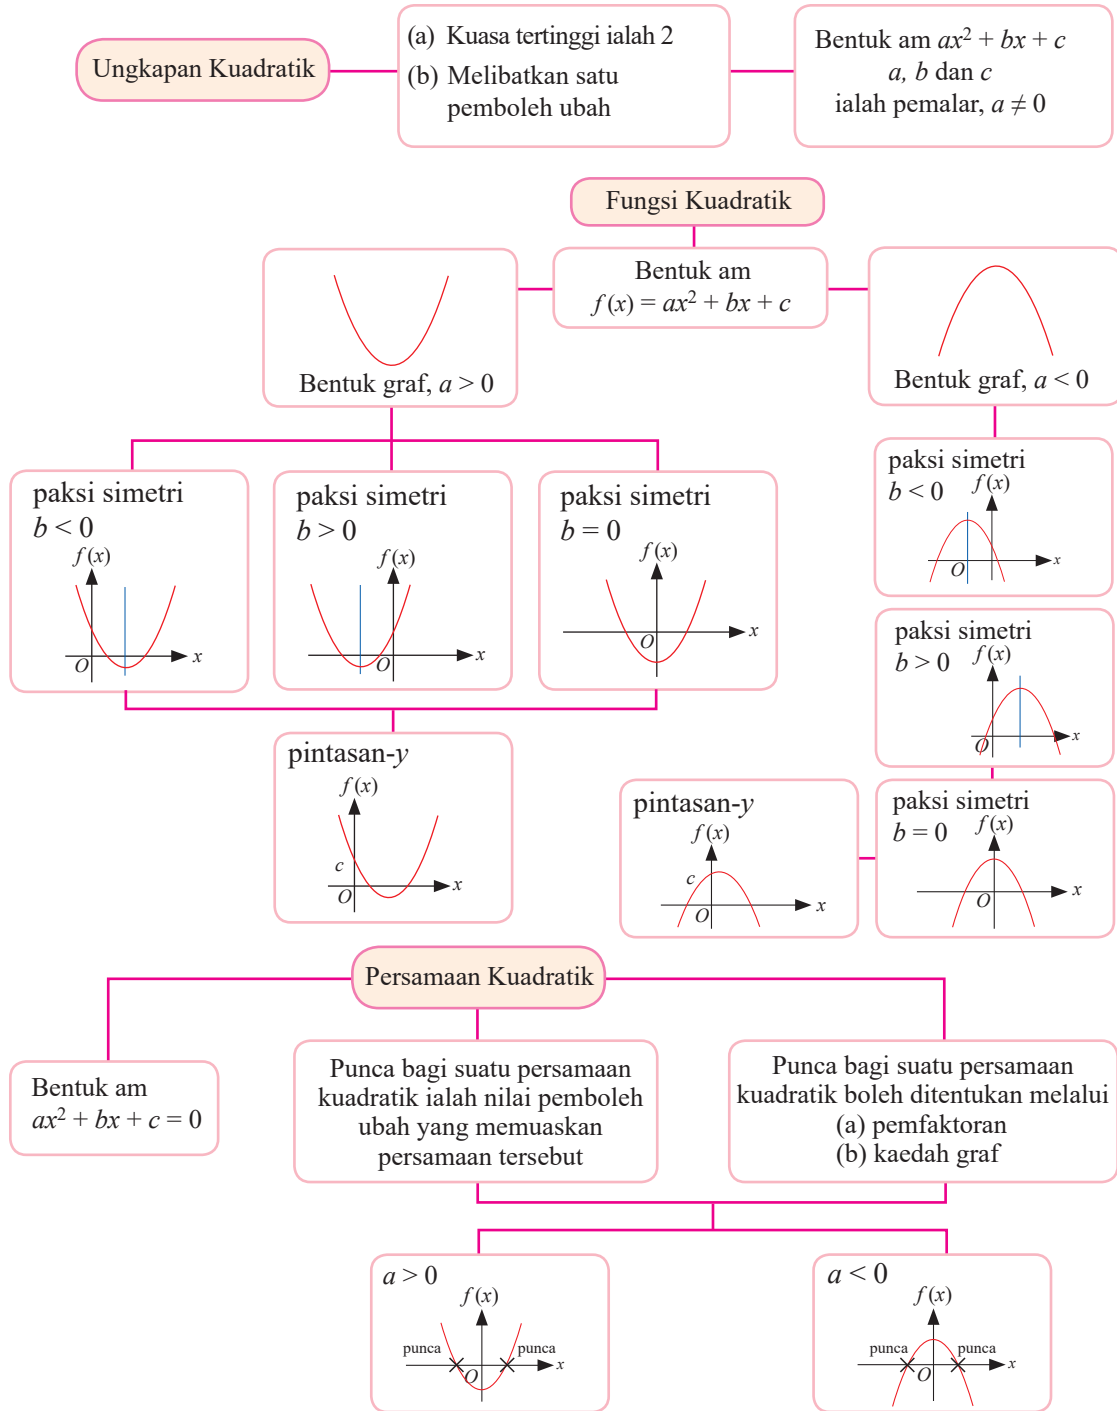 Ungkapan Kuadratik
(a) Kuasa tertinggi ialah 2
(b) Melibatkan satu
pemboleh ubah
Bentuk am ax² + bx + c
a, b dan c
ialah pemalar, a ≠ 0
Fungsi Kuadratik
Bentuk am
f(x) = ax² + bx + c
Bentuk graf, a > 0
Bentuk graf, a < 0
paksi simetri
b < 0
f(x)
O
x
paksi simetri
b > 0
f(x)
O
x
paksi simetri
b = 0
f(x)
O
x
pintasan-y
f(x)
c
O
x
paksi simetri
b < 0
f(x)
O
x
paksi simetri
b > 0
f(x)
O
x
paksi simetri
b = 0
f(x)
O
x
pintasan-y
f(x)
c
O
x
Persamaan Kuadratik
Bentuk am
ax² + bx + c = 0
Punca bagi suatu persamaan
kuadratik ialah nilai pemboleh
ubah yang memuaskan
persamaan tersebut
Punca bagi suatu persamaan
kuadratik boleh ditentukan melalui
(a) pemfaktoran
(b) kaedah graf
a > 0
f(x)
punca
punca
O
x
a < 0
f(x)
punca
punca
O
x